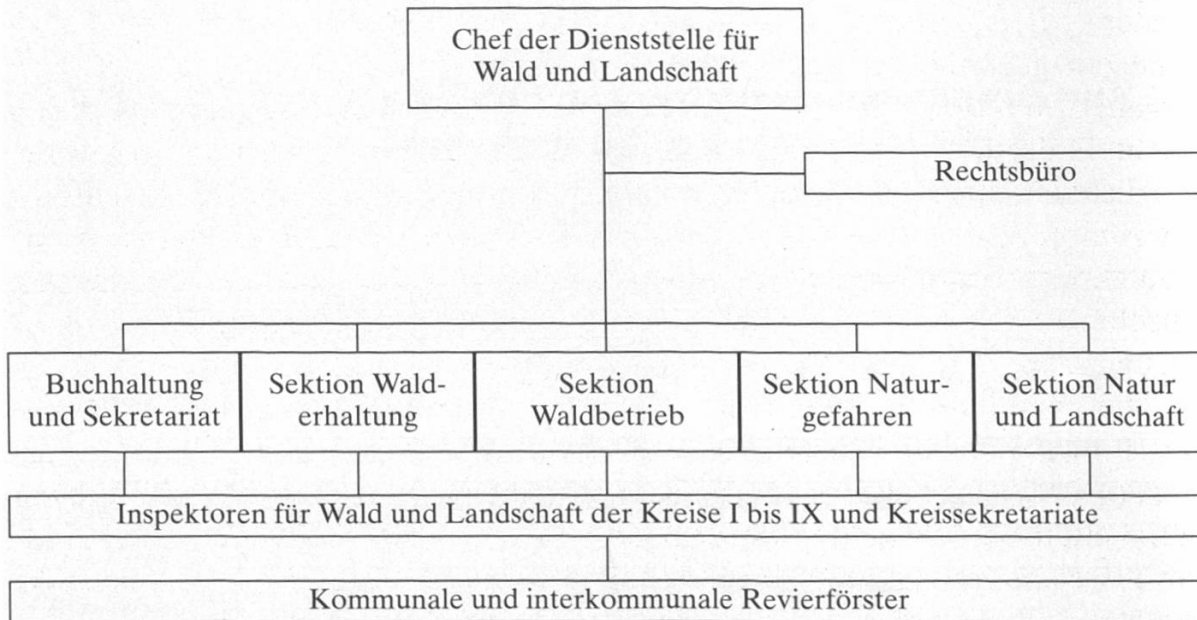 Chef der Dienststelle für
Wald und Landschaft
Rechtsbüro
Buchhaltung
und Sekretariat
Sektion Wald-
erhaltung
Sektion
Waldbetrieb
Sektion Natur-
gefahren
Sektion Natur
und Landschaft
Inspektoren für Wald und Landschaft der Kreise I bis IX und Kreissekretariate
Kommunale und interkommunale Revierförster